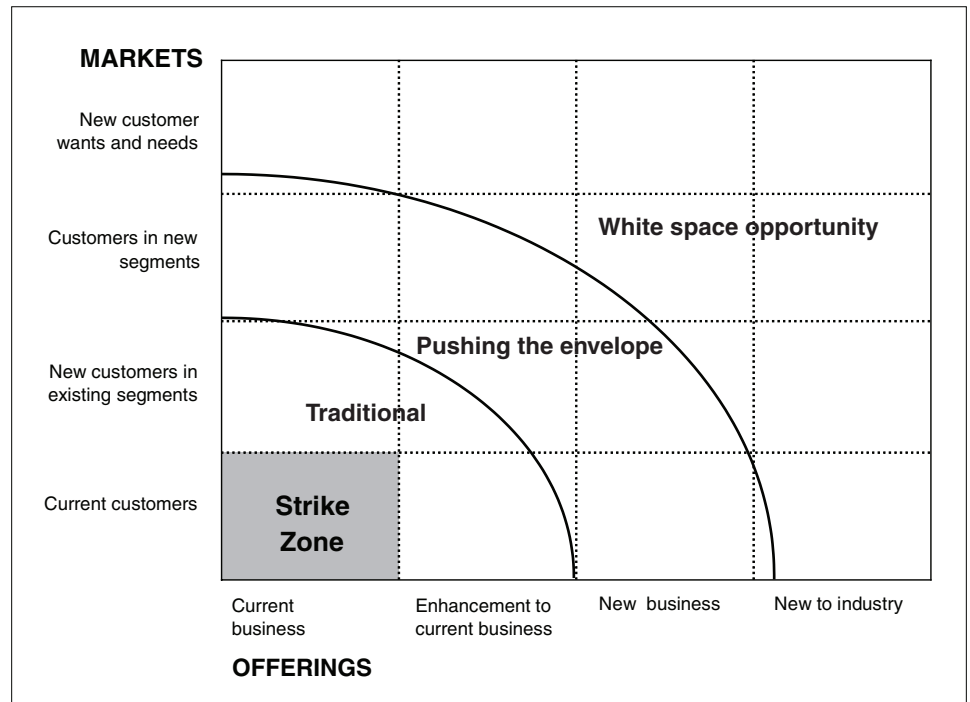 MARKETS
New customer
wants and needs
White space opportunity
Customers in new
segments
Pushing the envelope
New customers in
existing segments
Traditional
Current customers
Strike
Zone
Current
business
Enhancement to
current business
New business
New to industry
OFFERINGS